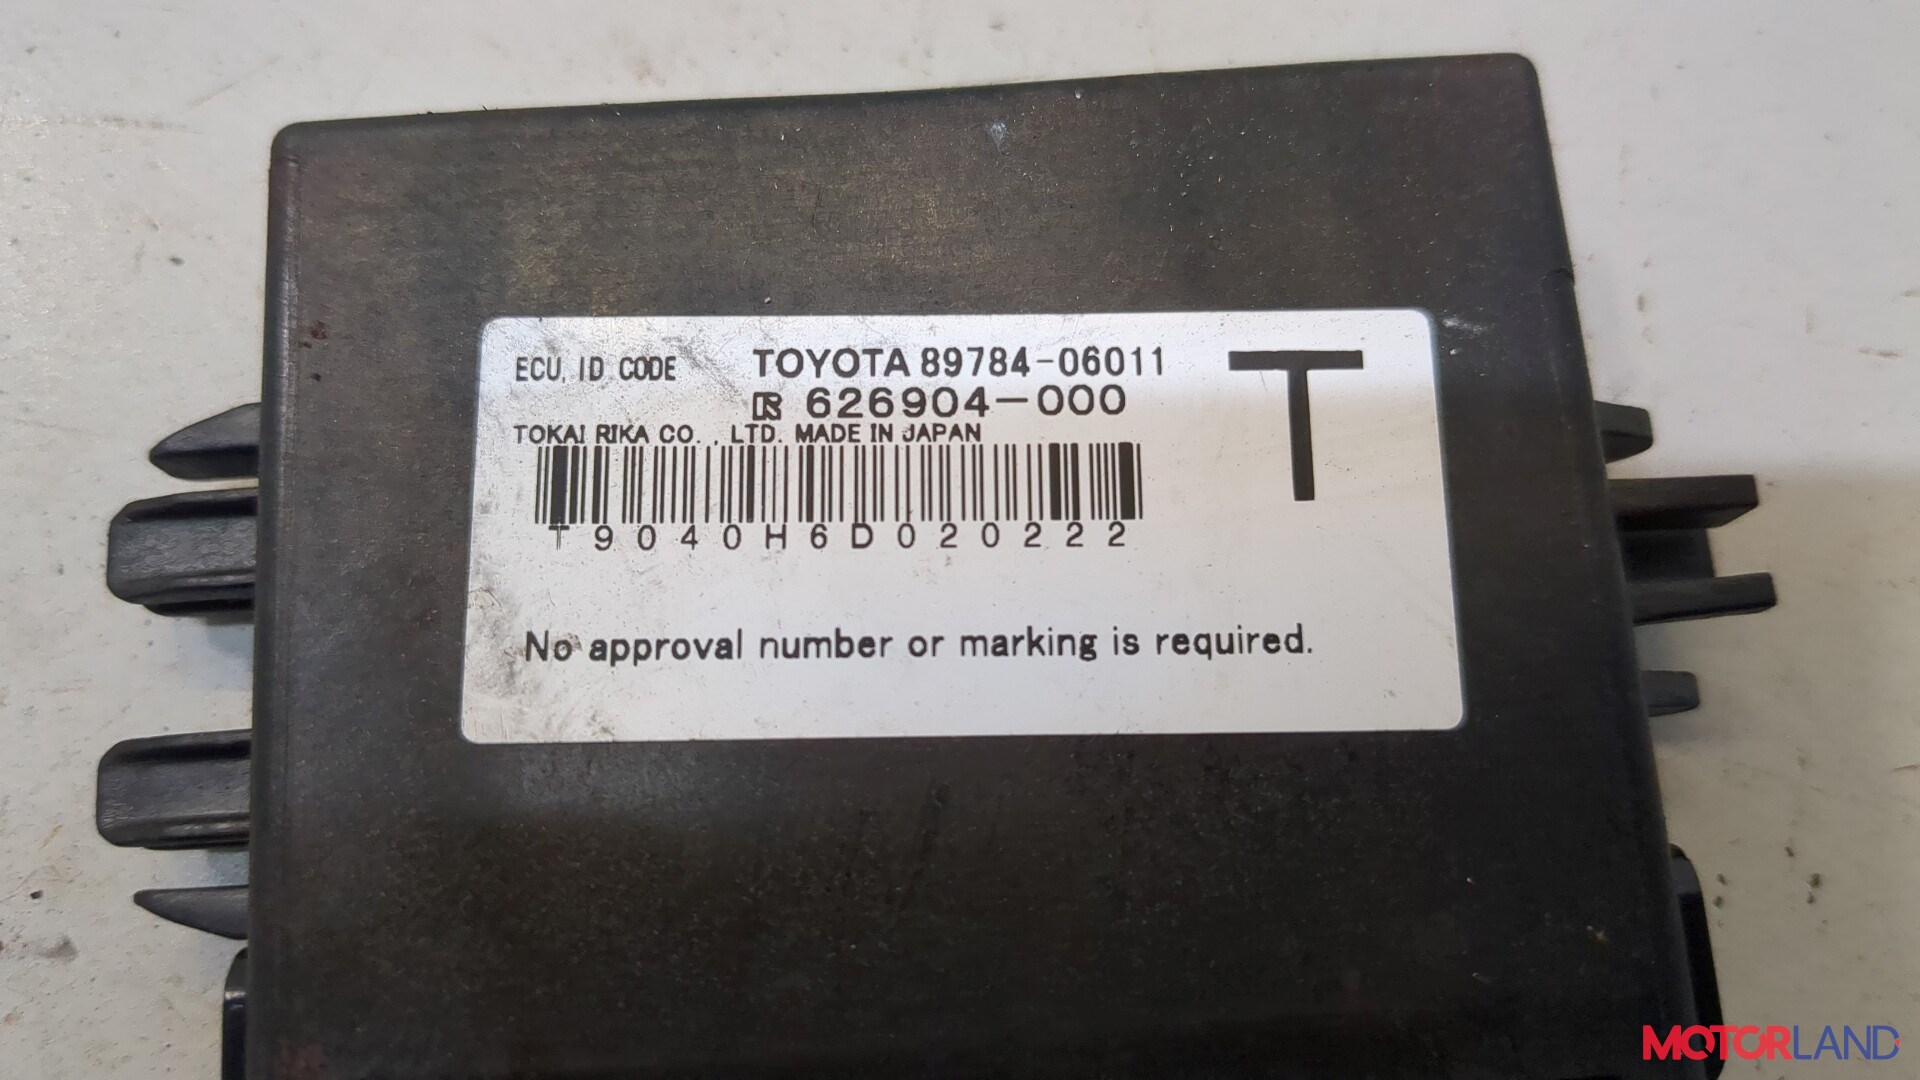 ECU, ID CODE TOYOTA 89784-06011 T
626904-000
TOKAI RIKA CO., LTD. MADE IN JAPAN
T9040H6D020222
No approval number or marking is required.
MOTORLAND